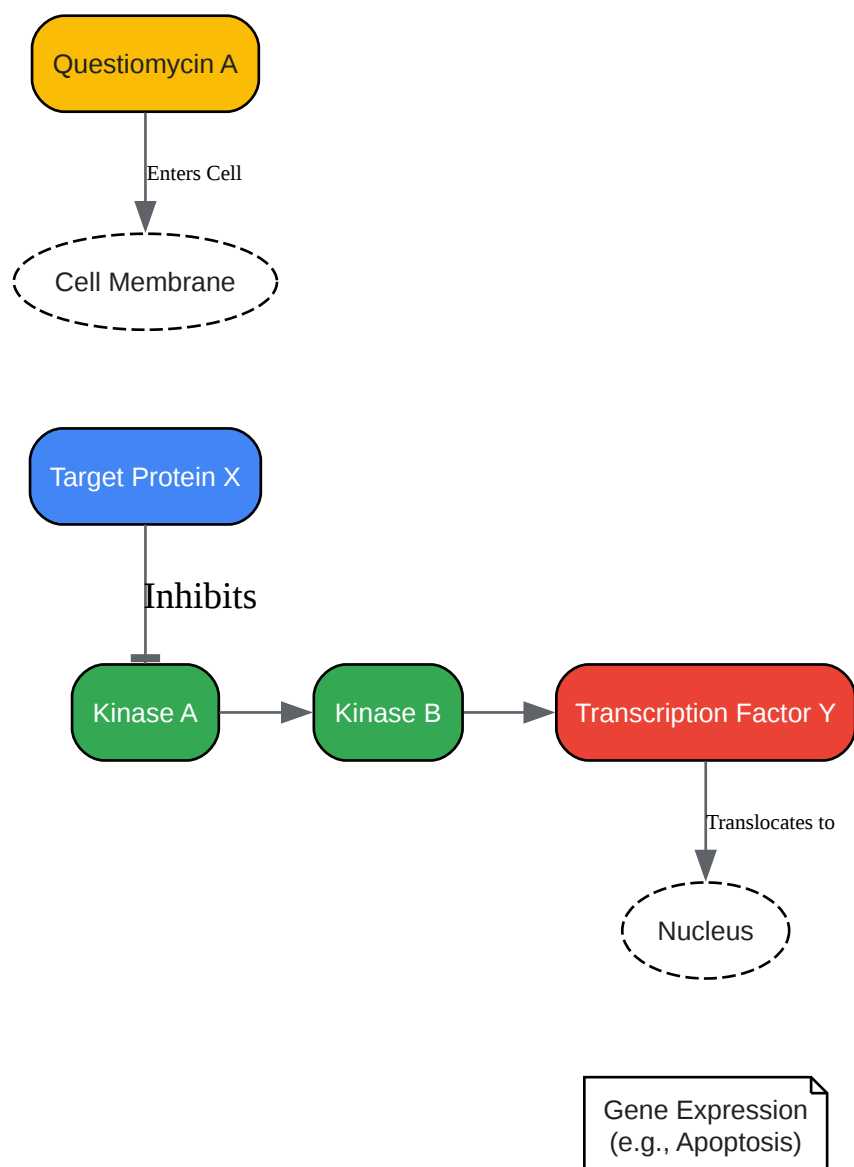 Questiomycin A
Enters Cell
Cell Membrane
Target Protein X
Inhibits
Kinase A
Kinase B
Transcription Factor Y
Translocates to
Nucleus
Gene Expression
(e.g., Apoptosis)